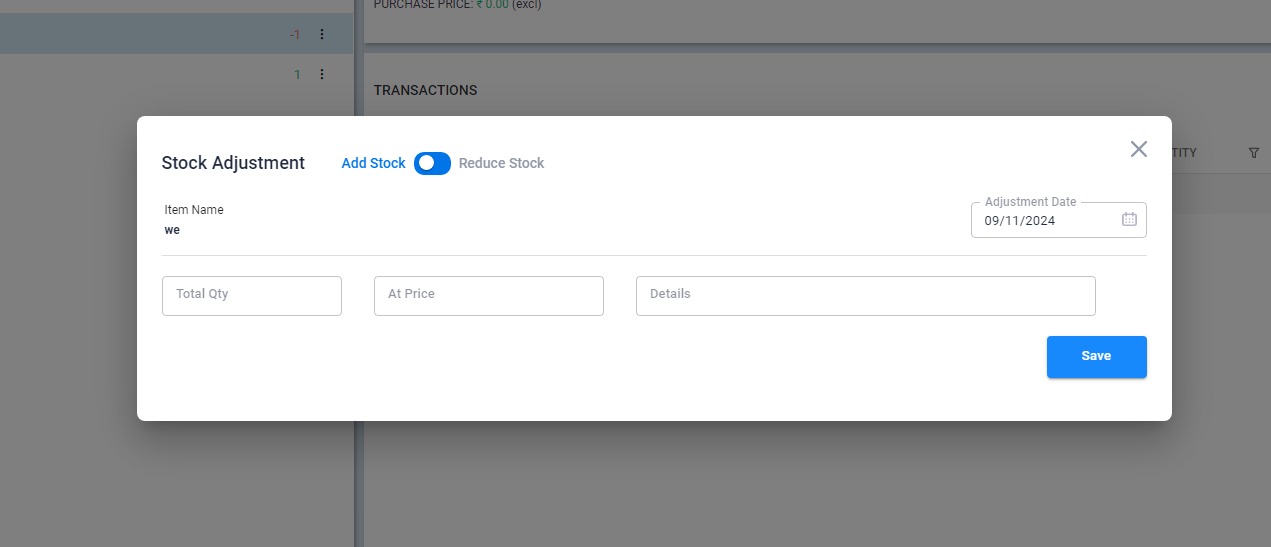 PURCHASE PRICE: ₹ 0.00 (excl)
-1
1
TRANSACTIONS
Stock Adjustment Add Stock Reduce Stock
TITY
Item Name
we
Adjustment Date
09/11/2024
Total Qty At Price Details
Save